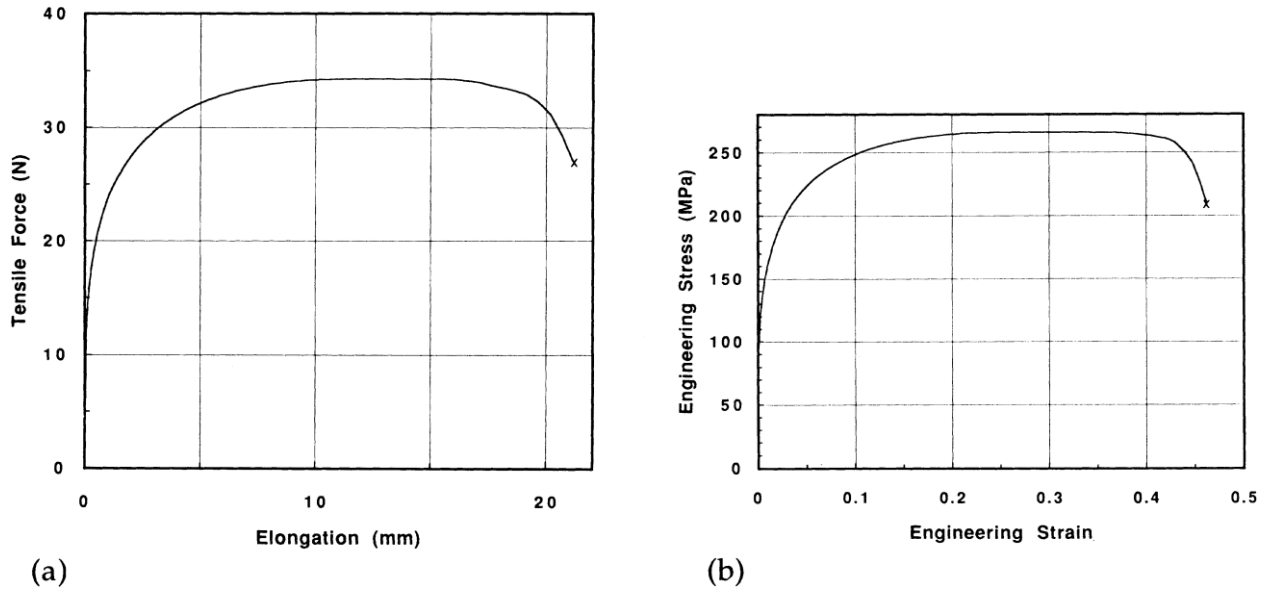 40
30
20
10
0
Tensile Force (N)
0
10
20
Elongation (mm)
(a)
250
200
150
100
50
0
Engineering Stress (MPa)
x
0
0.1
0.2
0.3
0.4
0.5
Engineering Strain
(b)